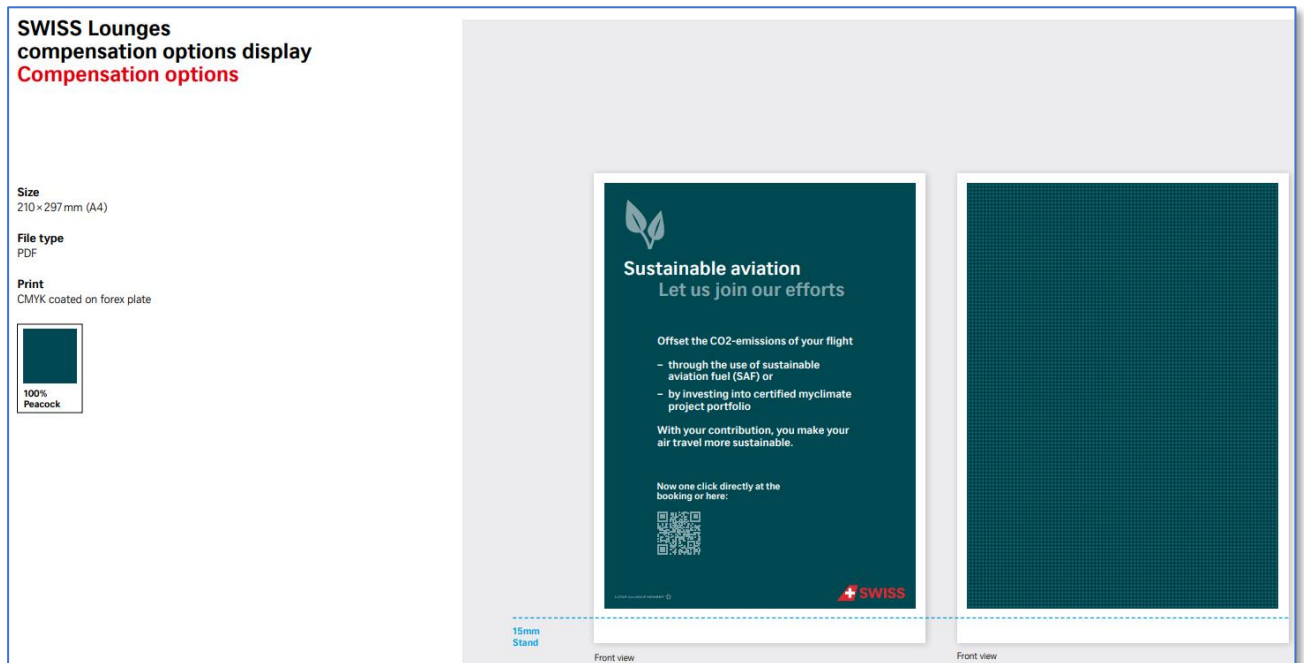 SWISS Lounges
compensation options display
Compensation options
Size
210×297mm (A4)
File type
PDF
Print
CMYK coated on forex plate
100%
Peacock
Sustainable aviation
Let us join our efforts
Offset the CO2-emissions of your flight
– through the use of sustainable
aviation fuel (SAF) or
– by investing into certified myclimate
project portfolio
With your contribution, you make your
air travel more sustainable.
Now one click directly at the
booking or here:
A STAR ALLIANCE MEMBER
SWISS
15mm
Stand
Front view
Front view